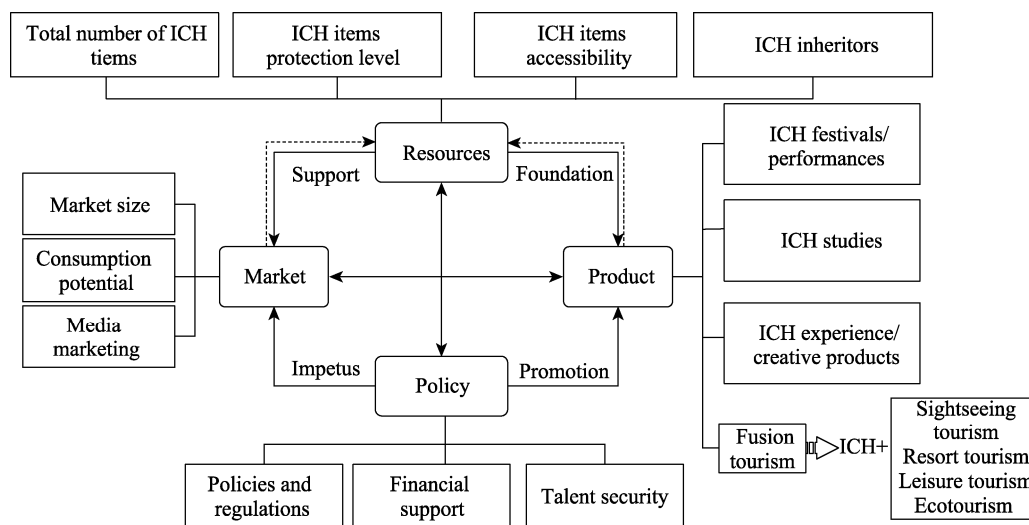 Total number of ICH
tiems
ICH items
protection level
ICH items
accessibility
ICH inheritors
Resources
Support
Foundation
Market size
Consumption
potential
Media
marketing
Market
Product
ICH festivals/
performances
ICH studies
ICH experience/
creative products
Impetus
Policy
Promotion
Fusion
tourism
ICH+
Sightseeing
tourism
Resort tourism
Leisure tourism
Ecotourism
Policies and
regulations
Financial
support
Talent security